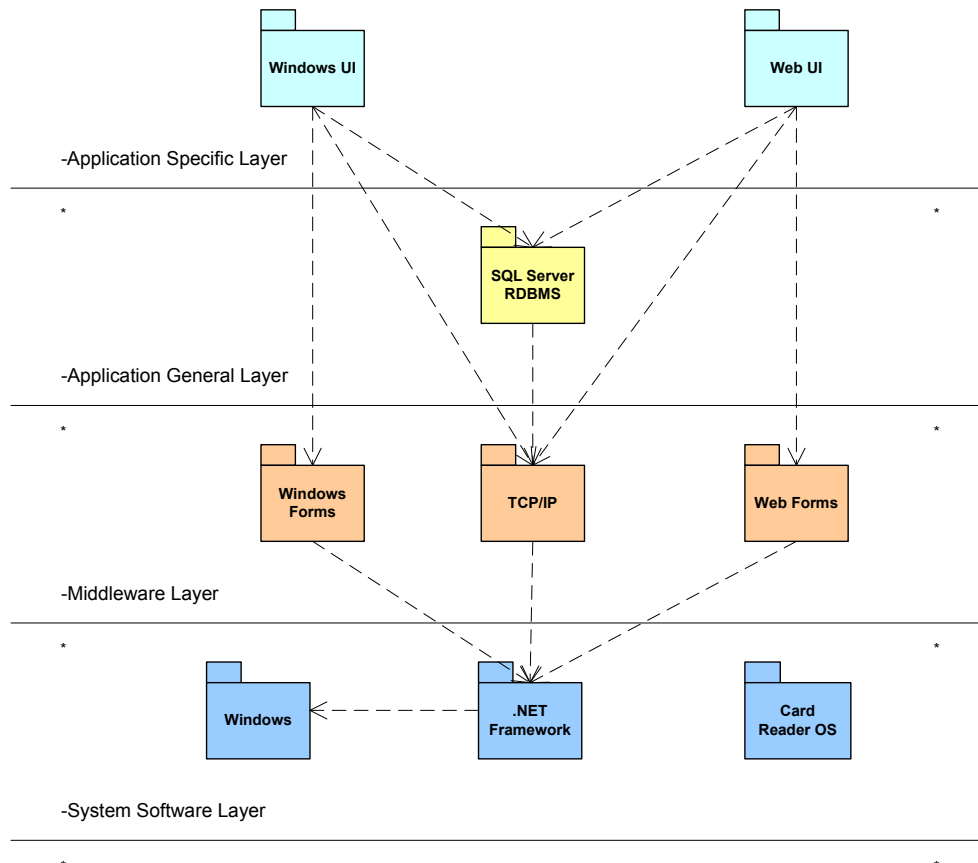 Windows UI
Web UI
-Application Specific Layer
*
*
SQL Server
RDBMS
-Application General Layer
*
*
Windows
Forms
TCP/IP
Web Forms
-Middleware Layer
*
*
Windows
.NET
Framework
Card
Reader OS
-System Software Layer
*
*